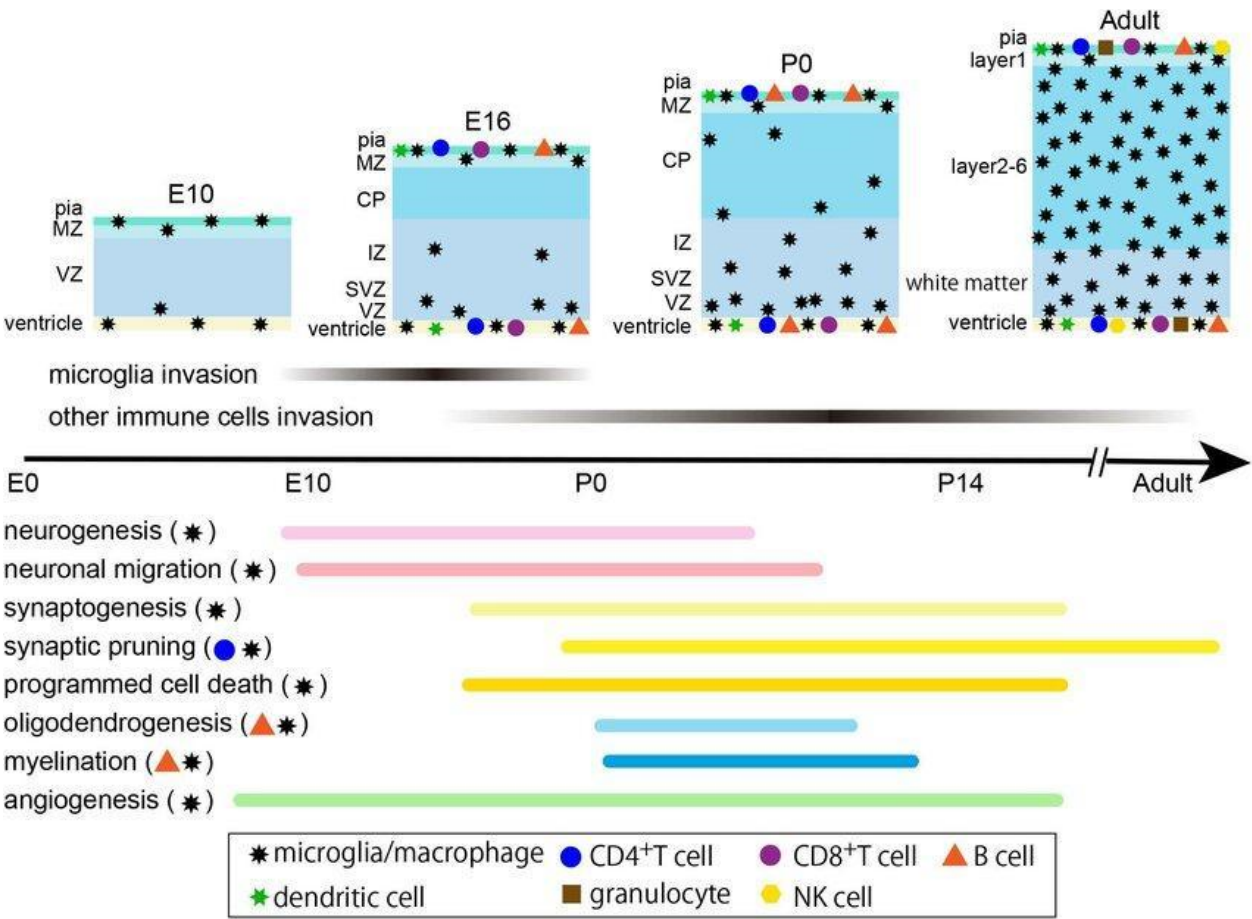 E10
pia
MZ
VZ
ventricle
E16
pia
MZ
CP
IZ
SVZ
VZ
ventricle
P0
pia
MZ
CP
IZ
SVZ
VZ
ventricle
Adult
pia
layer1
layer2-6
white matter
ventricle
microglia invasion
other immune cells invasion
E0 E10 P0 P14 Adult
neurogenesis ( )
neuronal migration ( )
synaptogenesis ( )
synaptic pruning ( )
programmed cell death ( )
oligodendrogenesis ( )
myelination ( )
angiogenesis ( )
microglia/macrophage CD4⁺T cell CD8⁺T cell B cell
dendritic cell granulocyte NK cell